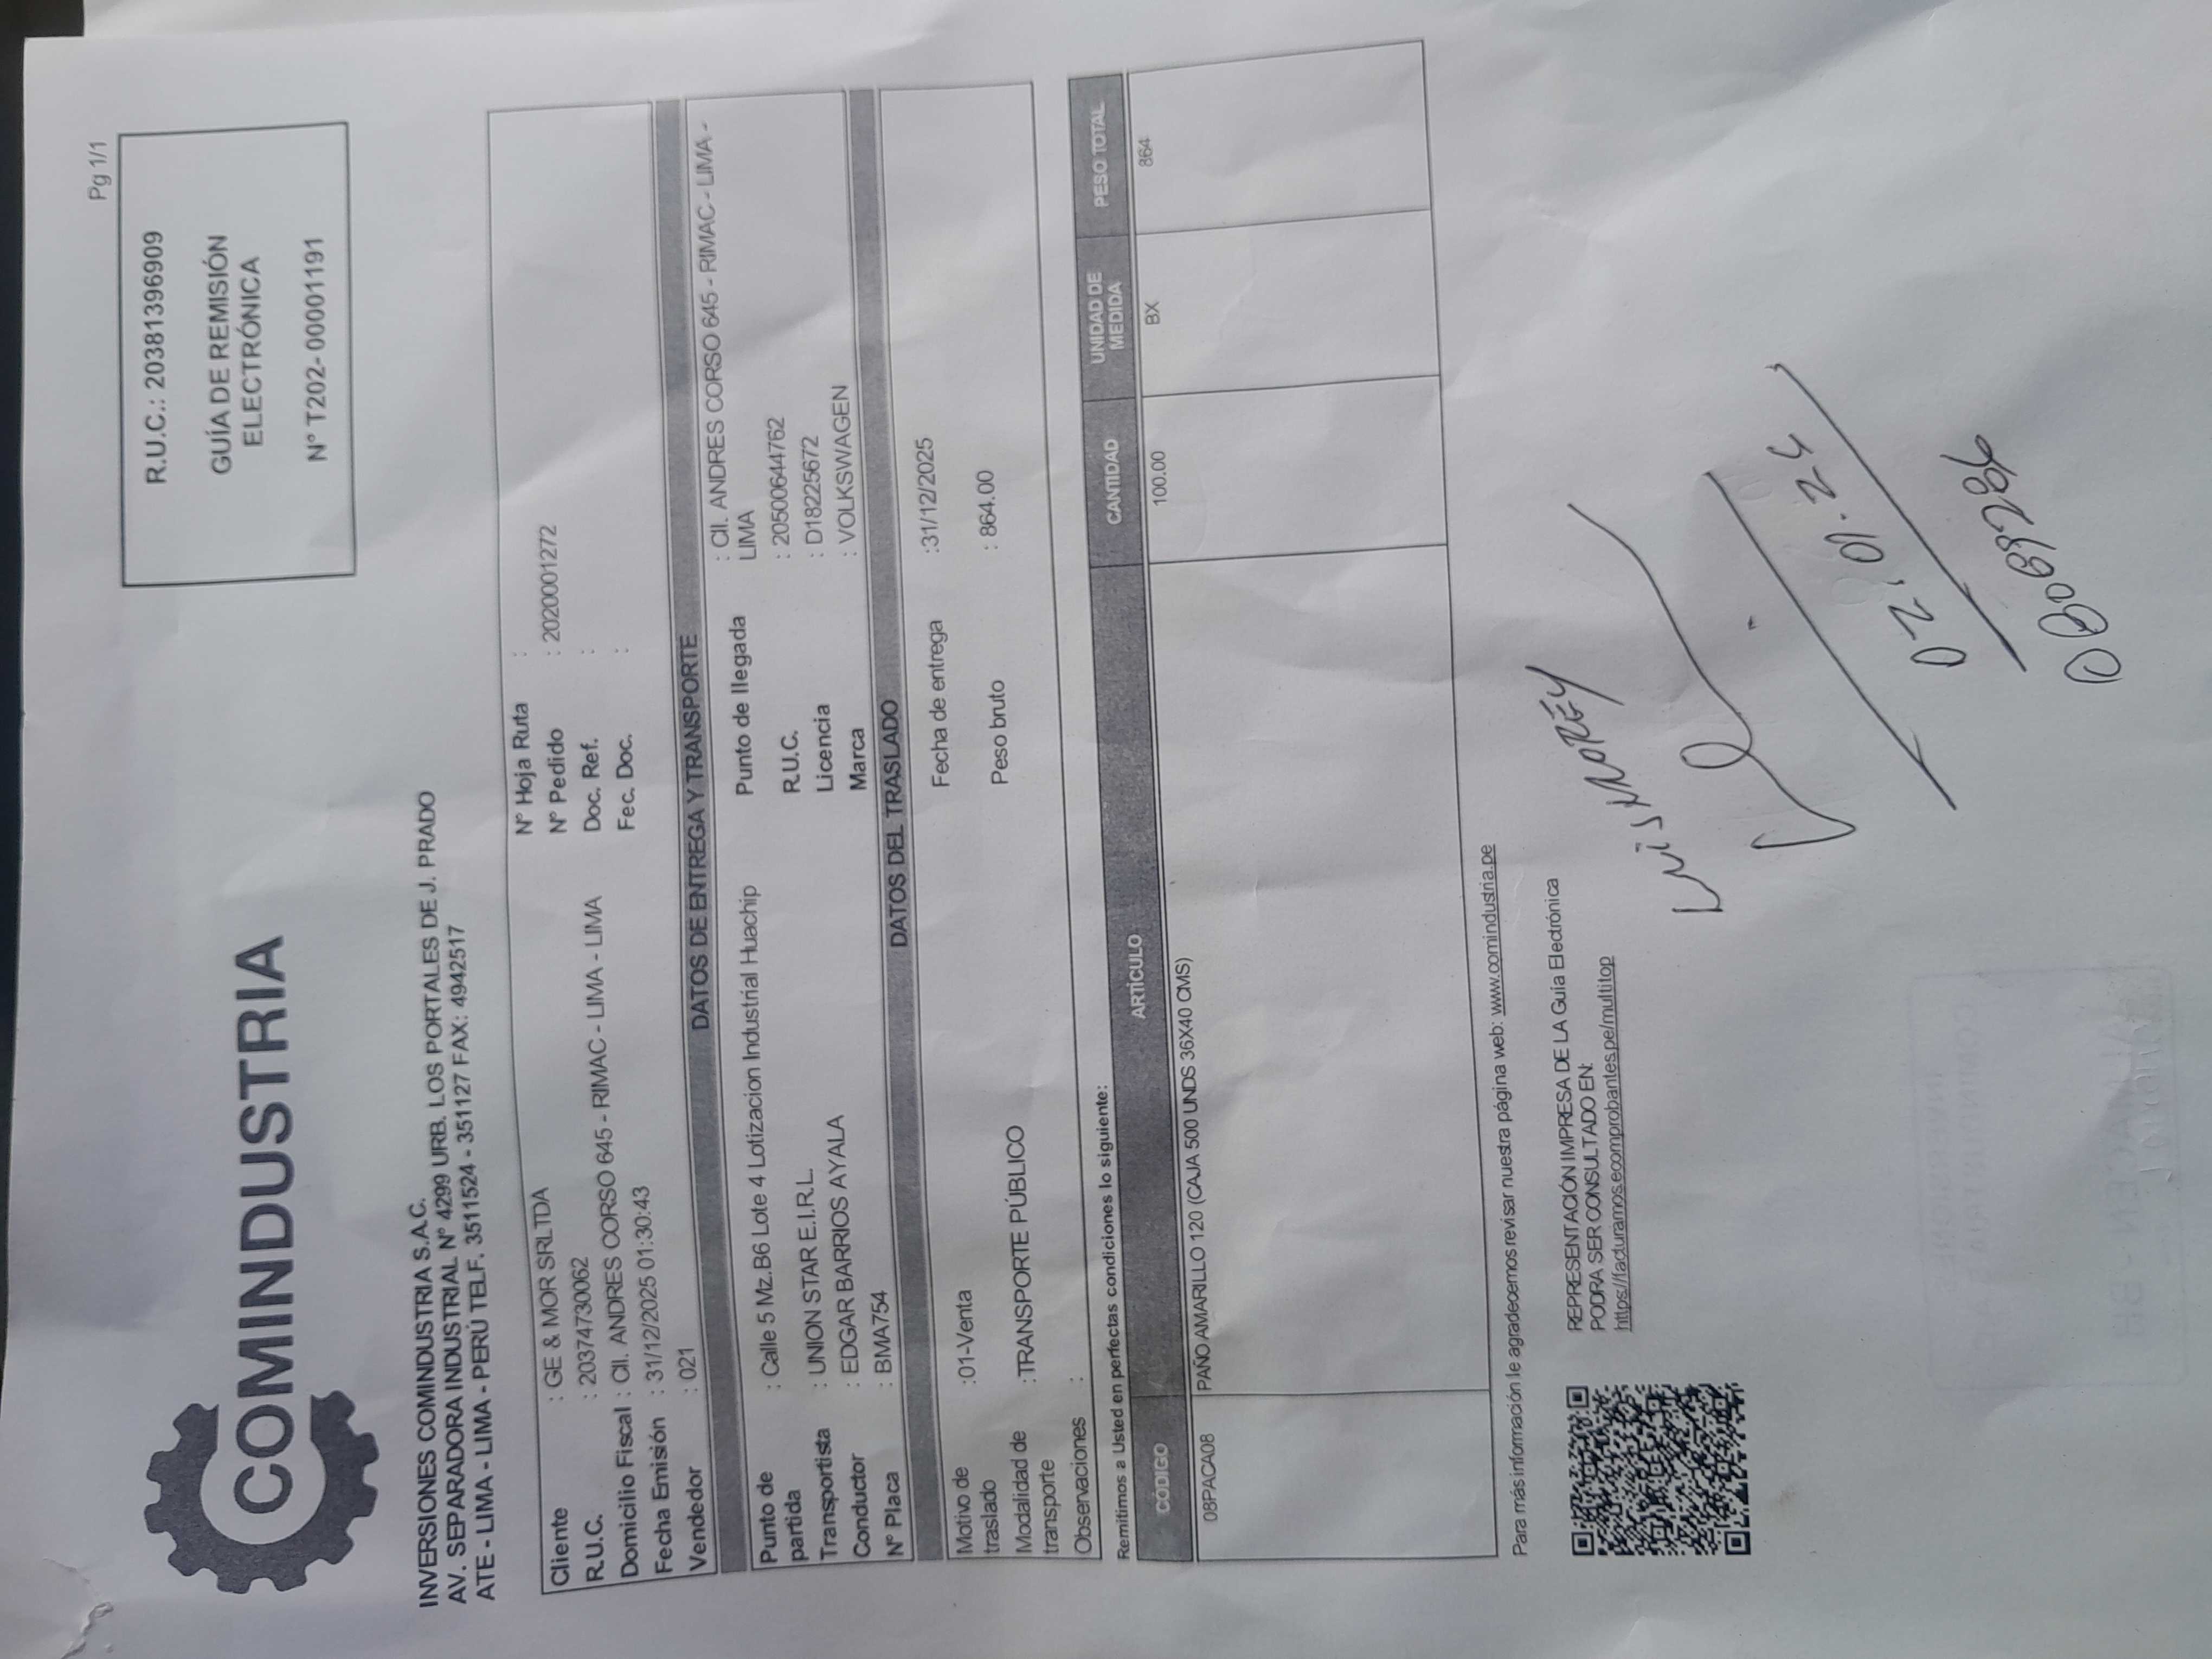 Pg 1/1
COMINDUSTRIA
R.U.C.: 20381396909
GUÍA DE REMISIÓN
ELECTRÓNICA
N° T202- 00001191
INVERSIONES COMINDUSTRIA S.A.C.
AV. SEPARADORA INDUSTRIAL N° 4299 URB. LOS PORTALES DE J. PRADO
ATE - LIMA - LIMA - PERÚ TELF. 3511524 - 351127 FAX: 4942517
Cliente : GE & MOR SRLTDA N° Hoja Ruta :
R.U.C. : 20374730062 N° Pedido : 2020001272
Domicilio Fiscal : Cll. ANDRES CORSO 645 - RIMAC - LIMA - LIMA Doc. Ref. :
Fecha Emisión : 31/12/2025 01:30:43 Fec. Doc. :
Vendedor : 021
DATOS DE ENTREGA Y TRANSPORTE
Punto de partida : Calle 5 Mz.B6 Lote 4 Lotizacion Industrial Huachip Punto de llegada : Cll. ANDRES CORSO 645 - RIMAC - LIMA - LIMA
Transportista : UNION STAR E.I.R.L. R.U.C. : 20500644762
Conductor : EDGAR BARRIOS AYALA Licencia : D18225672
N° Placa : BMA754 Marca : VOLKSWAGEN
DATOS DEL TRASLADO
Motivo de traslado :01-Venta Fecha de entrega :31/12/2025
Modalidad de transporte :TRANSPORTE PÚBLICO Peso bruto : 864.00
Observaciones :
Remitimos a Usted en perfectas condiciones lo siguiente:
CÓDIGO ARTÍCULO CANTIDAD UNIDAD DE MEDIDA PESO TOTAL
08PACA08 PAÑO AMARILLO 120 (CAJA 500 UNDS 36X40 CMS) 100.00 BX 864
Para más información le agradecemos revisar nuestra página web: www.comindustria.pe
REPRESENTACIÓN IMPRESA DE LA Guía Electrónica
PODRA SER CONSULTADO EN:
https://facturamos.ecomprobantes.pe/multitop
Luis MOREY
02.01.24